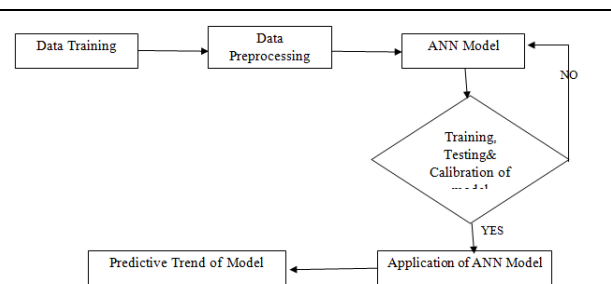 Data Training
Data
Preprocessing
ANN Model
NO
Training,
Testing&
Calibration of
YES
Application of ANN Model
Predictive Trend of Model